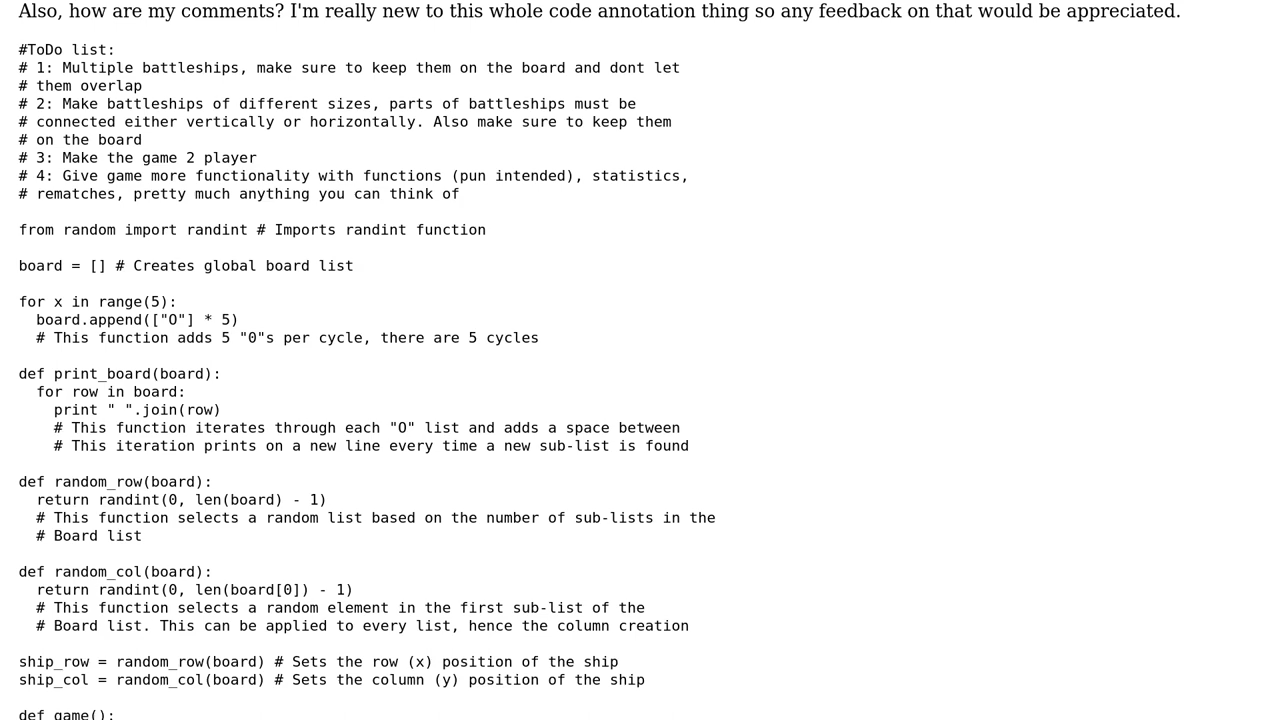 Also, how are my comments? I'm really new to this whole code annotation thing so any feedback on that would be appreciated.
#ToDo list:
# 1: Multiple battleships, make sure to keep them on the board and dont let
# them overlap
# 2: Make battleships of different sizes, parts of battleships must be
# connected either vertically or horizontally. Also make sure to keep them
# on the board
# 3: Make the game 2 player
# 4: Give game more functionality with functions (pun intended), statistics,
# rematches, pretty much anything you can think of
from random import randint # Imports randint function
board = [] # Creates global board list
for x in range(5):
  board.append(["O"] * 5)
  # This function adds 5 "0"s per cycle, there are 5 cycles
def print_board(board):
  for row in board:
    print " ".join(row)
    # This function iterates through each "O" list and adds a space between
    # This iteration prints on a new line every time a new sub-list is found
def random_row(board):
  return randint(0, len(board) - 1)
  # This function selects a random list based on the number of sub-lists in the
  # Board list
def random_col(board):
  return randint(0, len(board[0]) - 1)
  # This function selects a random element in the first sub-list of the
  # Board list. This can be applied to every list, hence the column creation
ship_row = random_row(board) # Sets the row (x) position of the ship
ship_col = random_col(board) # Sets the column (y) position of the ship
def game():